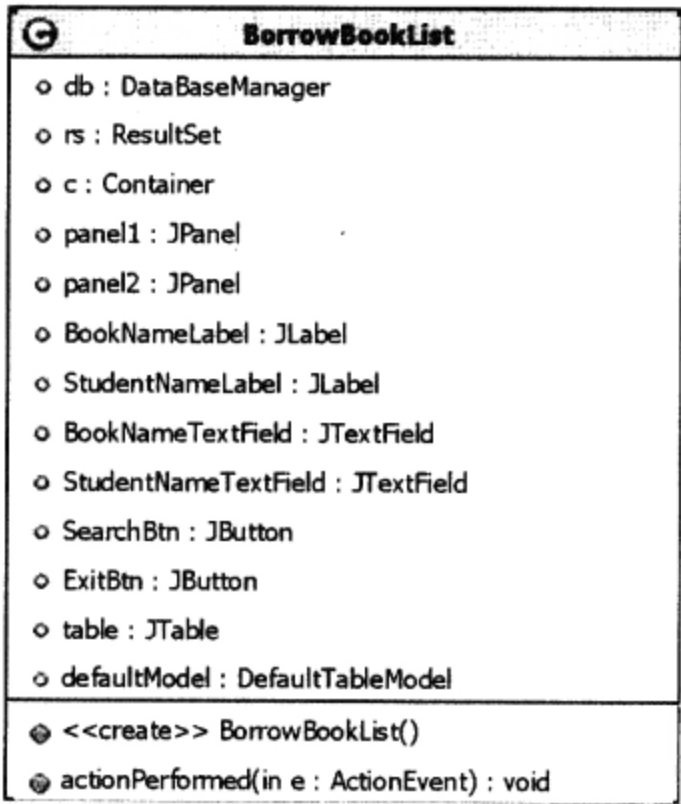 C BorrowBookList
db : DataBaseManager
rs : ResultSet
c : Container
panel1 : JPanel
panel2 : JPanel
BookNameLabel : JLabel
StudentNameLabel : JLabel
BookNameTextField : JTextField
StudentNameTextField : JTextField
SearchBtn : JButton
ExitBtn : JButton
table : JTable
defaultModel : DefaultTableModel
<<create>> BorrowBookList()
actionPerformed(in e : ActionEvent) : void